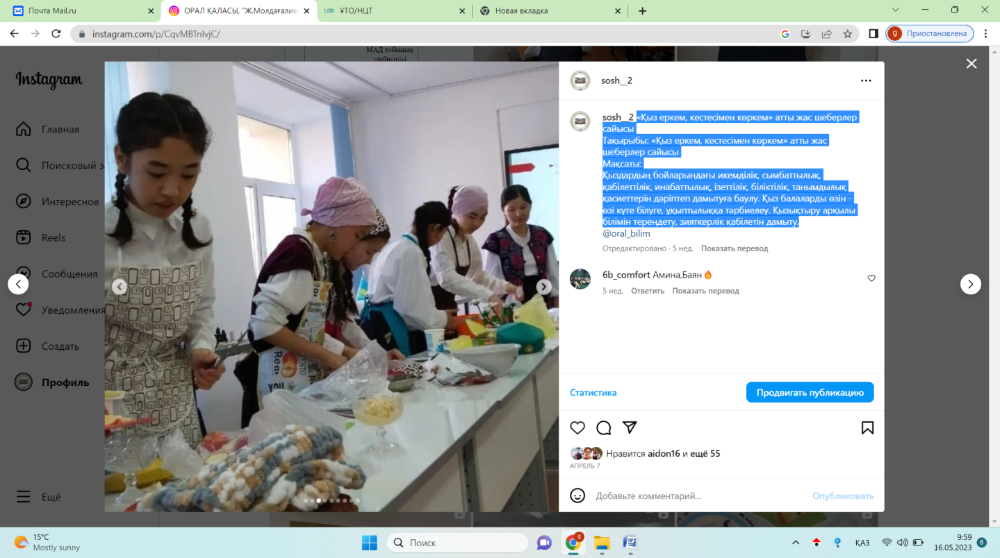 Почта Mail.ru
ОРАЛ ҚАЛАСЫ, "Ж.Молдағалие
ҰТО/НЦТ
Новая вкладка
instagram.com/p/CqvMBTnlvjC/
g Приостановлена
МАД тобының
тәрбиешісі
Instagram
Главная
Поисковый з
Интересное
Reels
Сообщения
Уведомления
Создать
Профиль
Ещё
sosh__2
sosh__2 «Қыз еркем, кестесімен көркем» атты жас шеберлер
сайысы
Тақырыбы: «Қыз еркем, кестесімен көркем» атты жас
шеберлер сайысы
Мақсаты:
Қыздардың бойларындағы икемділік, сымбаттылық,
қабілеттілік, инабаттылық, ізеттілік, біліктілік, танымдылық
қасиеттерін дәріптеп дамытуға баулу. Қыз балаларды өзін -
өзі күте білуге, ұқыптылыққа тәрбиелеу. Қызықтыру арқылы
білімін тереңдету, зияткерлік қабілетін дамыту.
@oral_bilim
Отредактировано · 5 нед. Показать перевод
6b_comfort Амина,Баян🔥
5 нед. Ответить Показать перевод
Статистика
Продвигать публикацию
Нравится aidon16 и ещё 55
АПРЕЛЬ 7
Добавьте комментарий...
Опубликовать
15°C
Mostly sunny
Поиск
ҚАЗ
9:59
16.05.2023
6